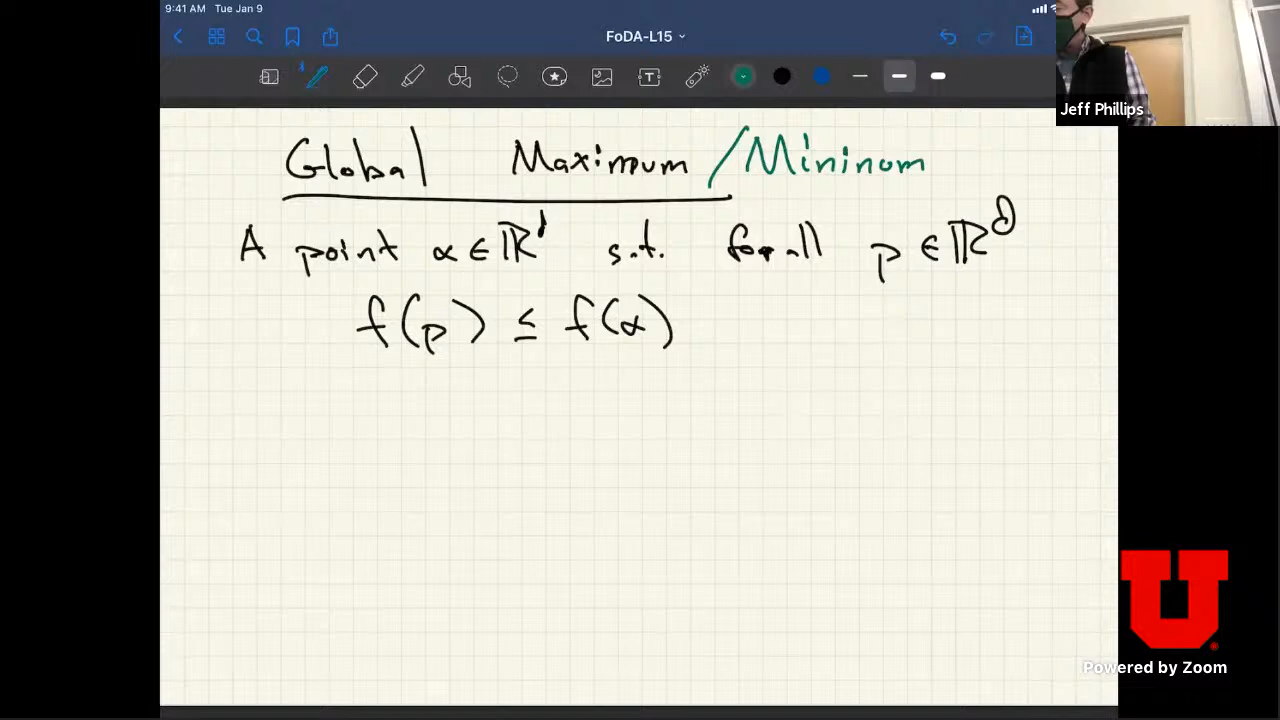 9:41 AM Tue Jan 9
FoDA-L15
Jeff Phillips
Global Maximum /Mininum
A point α ∈ ℝᵈ s.t. for all p ∈ ℝᵈ
f(p) ≤ f(α)
U
Powered by Zoom